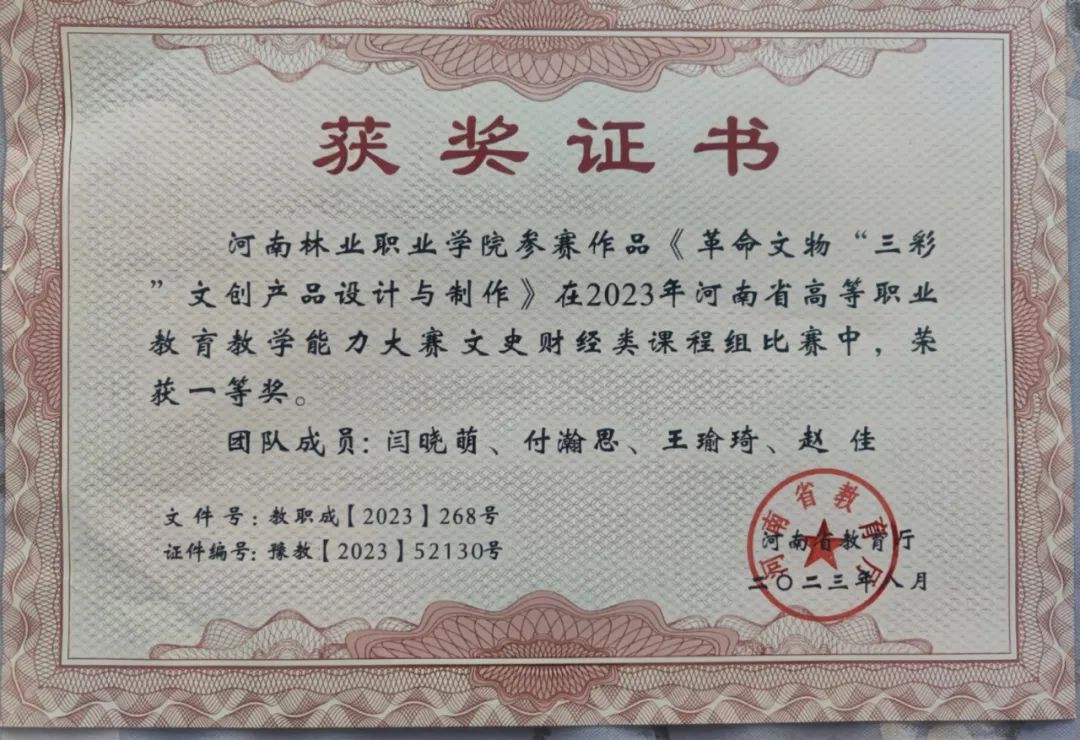 获奖证书
河南林业职业学院参赛作品《革命文物“三彩
”文创产品设计与制作》在2023年河南省高等职业
教育教学能力大赛文史财经类课程组比赛中，荣
获一等奖。
团队成员：闫晓萌、付瀚思、王瑜琦、赵 佳
文件号：教职成【2023】268号
证件编号：豫教【2023】52130号
河南省教育厅
河南省教育厅
二〇二三年八月